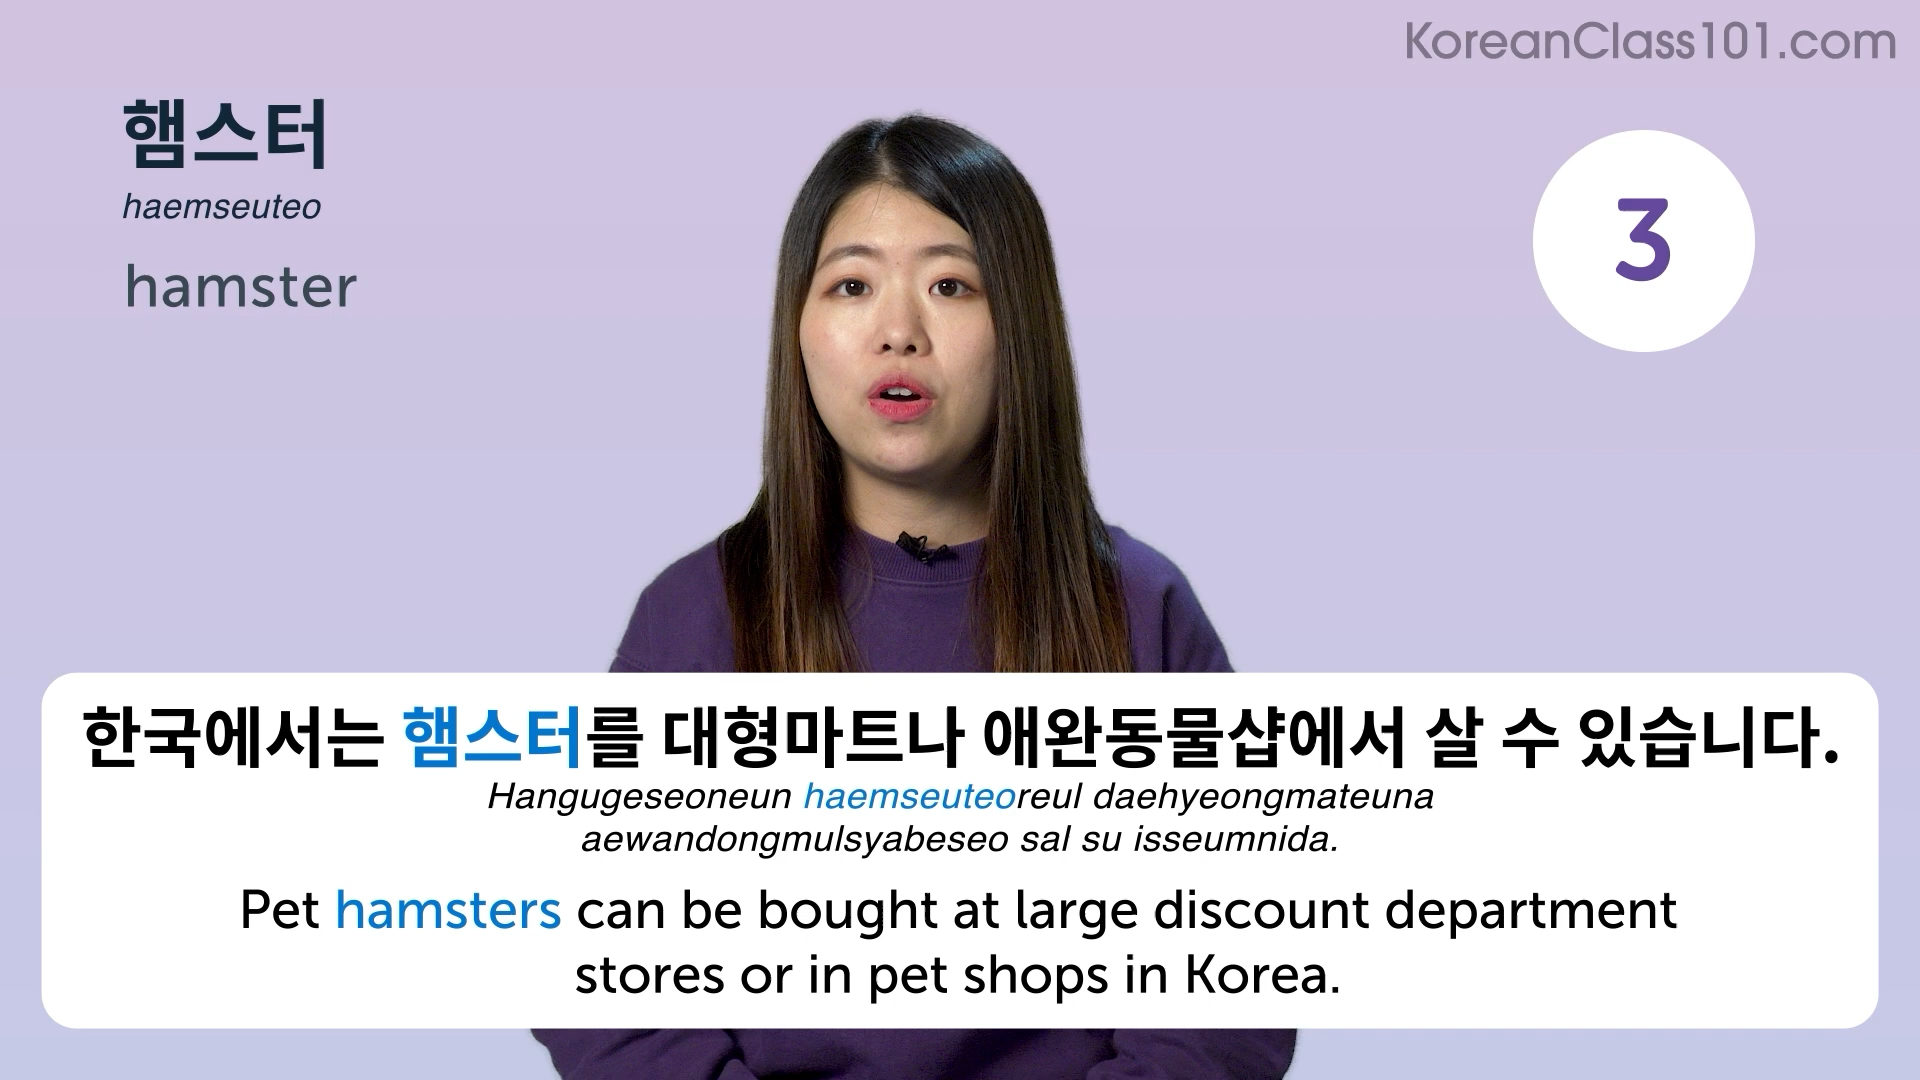 KoreanClass101.com
햄스터
haemseuteo
hamster
3
한국에서는 햄스터를 대형마트나 애완동물샵에서 살 수 있습니다.
Hangugeseoneun haemseuteoreul daehyeongmateuna
aewandongmulsyabeseo sal su isseumnida.
Pet hamsters can be bought at large discount department
stores or in pet shops in Korea.